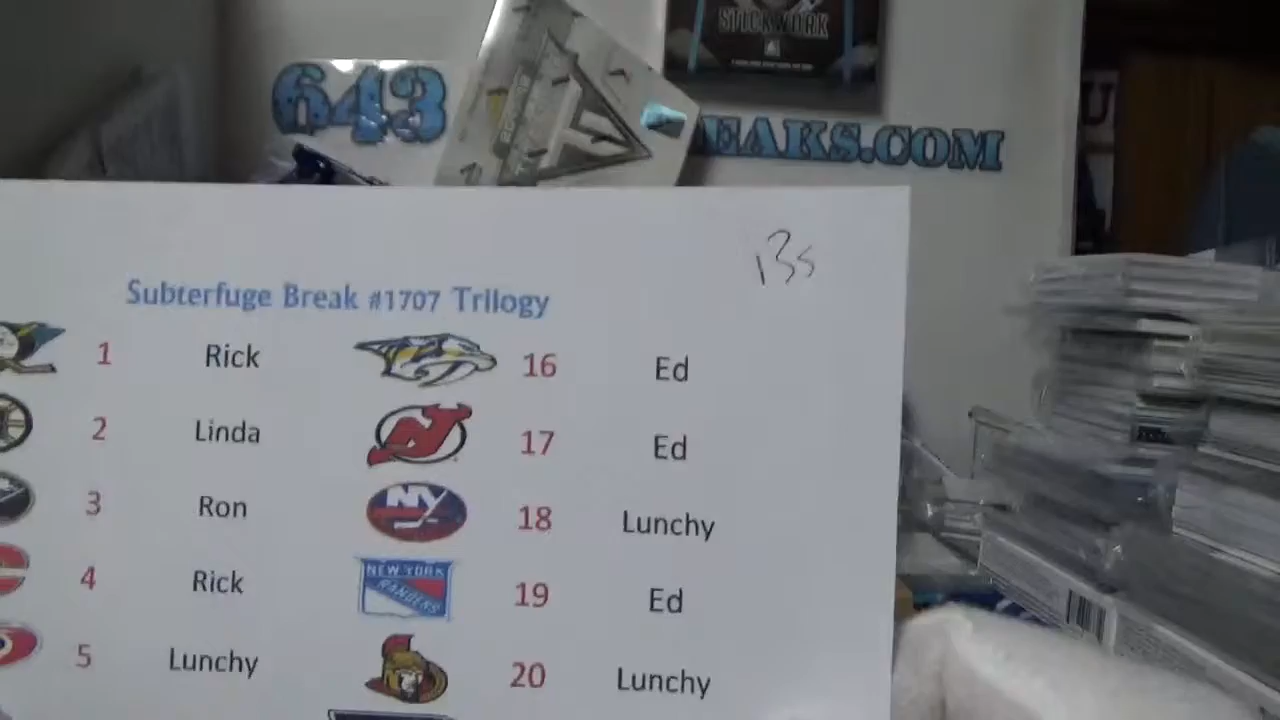 STICKWORK
643
EAKS.COM
135
Subterfuge Break #1707 Trilogy
1 Rick 16 Ed
2 Linda 17 Ed
3 Ron NY 18 Lunchy
4 Rick NEW YORK RANGERS 19 Ed
5 Lunchy 20 Lunchy